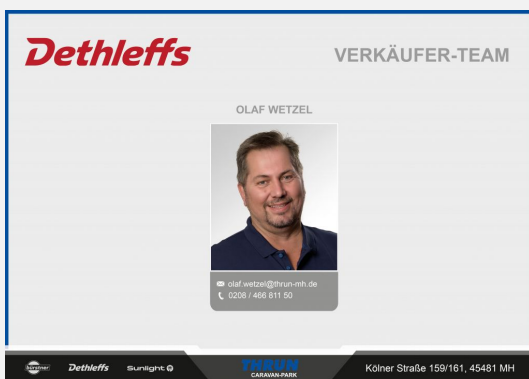 Dethleffs
VERKÄUFER-TEAM
OLAF WETZEL
olaf.wetzel@thrun-mh.de
0208 / 466 811 50
bürstner Dethleffs Sunlight THRUN CARAVAN-PARK Kölner Straße 159/161, 45481 MH